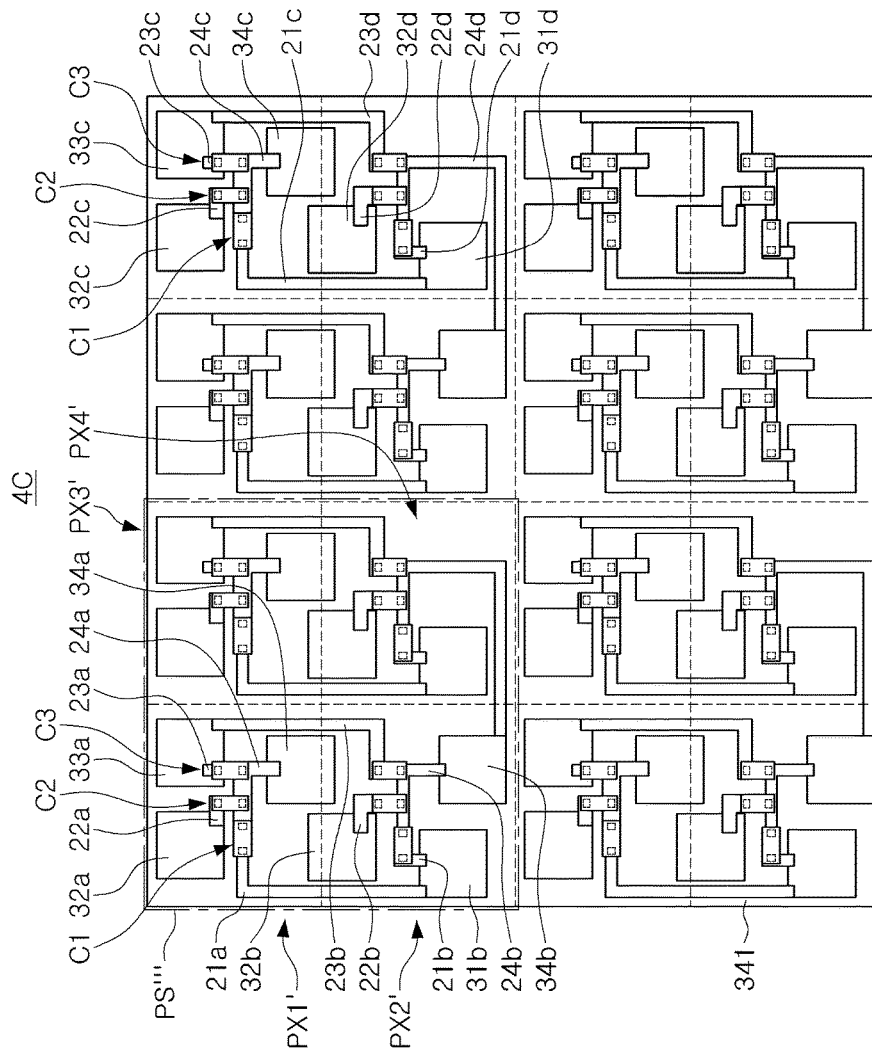 4C
PS''''
C1
32a
22a
C2
33a
C3
23a
24a
34a
PX3'
PX4'
C1
32c
22c
C2
33c
C3
23c
24c
34c
21c
23d
32d
22d
24d
21d
31d
21a
PX1'
32b
23b
22b
PX2'
21b
31b
24b
34b
341